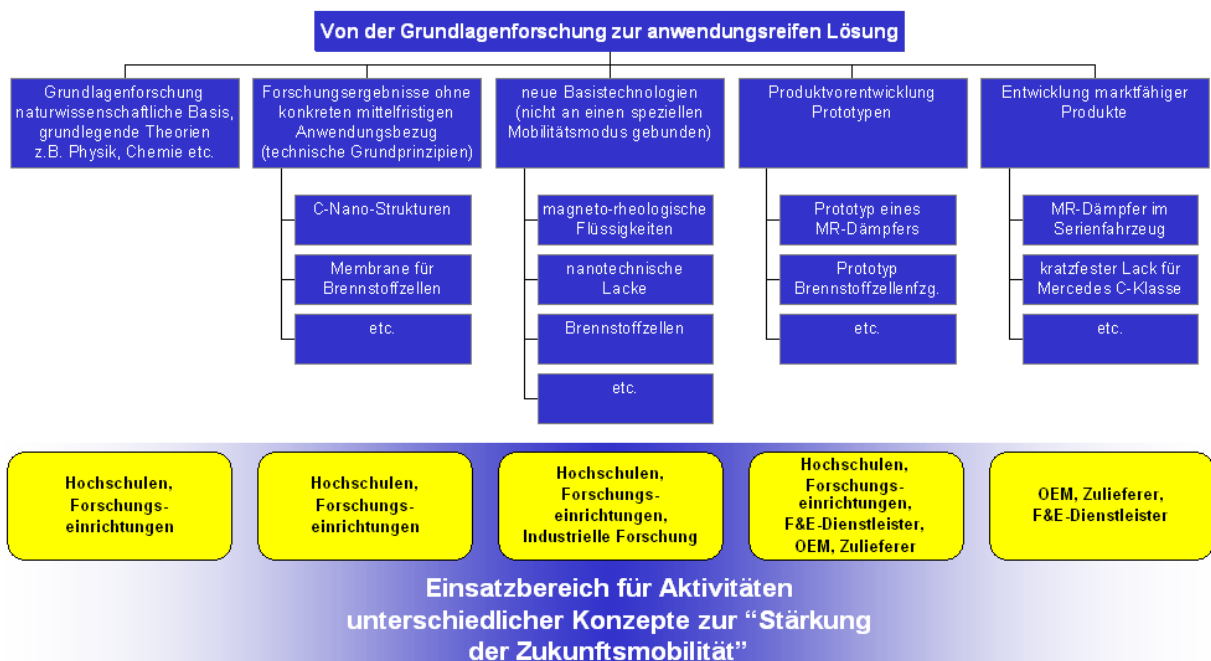 Von der Grundlagenforschung zur anwendungsreifen Lösung
Grundlagenforschung
naturwissenschaftliche Basis,
grundlegende Theorien
z.B. Physik, Chemie etc.
Forschungsergebnisse ohne
konkreten mittelfristigen
Anwendungsbezug
(technische Grundprinzipien)
neue Basistechnologien
(nicht an einen speziellen
Mobilitätsmodus gebunden)
Produktvorentwicklung
Prototypen
Entwicklung marktfähiger
Produkte
C-Nano-Strukturen
Membrane für
Brennstoffzellen
etc.
magneto-rheologische
Flüssigkeiten
nanotechnische
Lacke
Brennstoffzellen
etc.
Prototyp eines
MR-Dämpfers
Prototyp
Brennstoffzellenfzg.
etc.
MR-Dämpfer im
Serienfahrzeug
kratzfester Lack für
Mercedes C-Klasse
etc.
Hochschulen,
Forschungs-
einrichtungen
Hochschulen,
Forschungs-
einrichtungen
Hochschulen,
Forschungs-
einrichtungen,
Industrielle Forschung
Hochschulen,
Forschungs-
einrichtungen,
F&E-Dienstleister,
OEM, Zulieferer
OEM, Zulieferer,
F&E-Dienstleister
Einsatzbereich für Aktivitäten
unterschiedlicher Konzepte zur “Stärkung
der Zukunftsmobilität”